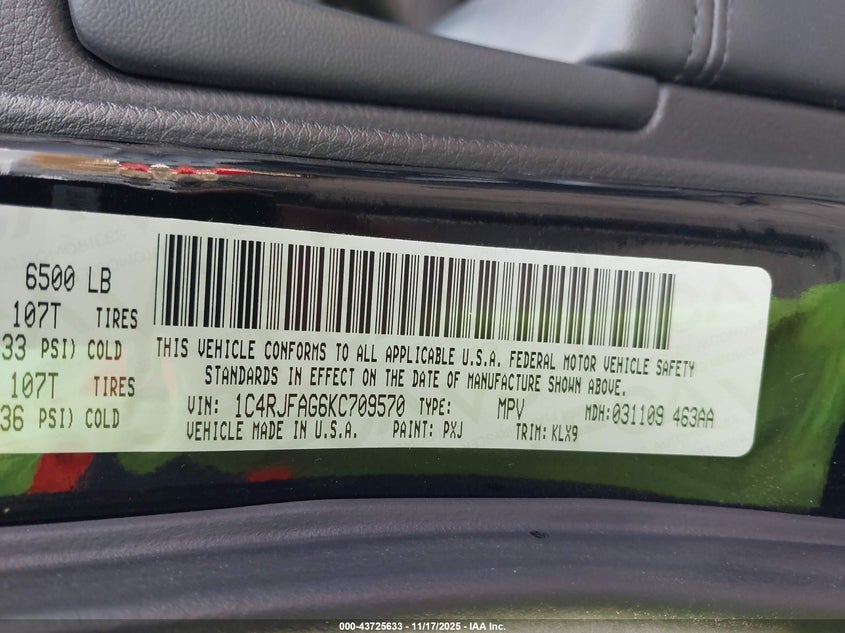 6500 LB
107T TIRES
33 PSI) COLD
107T TIRES
36 PSI) COLD
THIS VEHICLE CONFORMS TO ALL APPLICABLE U.S.A. FEDERAL MOTOR VEHICLE SAFETY
STANDARDS IN EFFECT ON THE DATE OF MANUFACTURE SHOWN ABOVE.
VIN: 1C4RJFAG6KC709570 TYPE: MPV MDH:031109 463AA
VEHICLE MADE IN U.S.A. PAINT: PXJ TRIM: KLX9
000-43725633 — 11/17/2025 — IAA Inc.